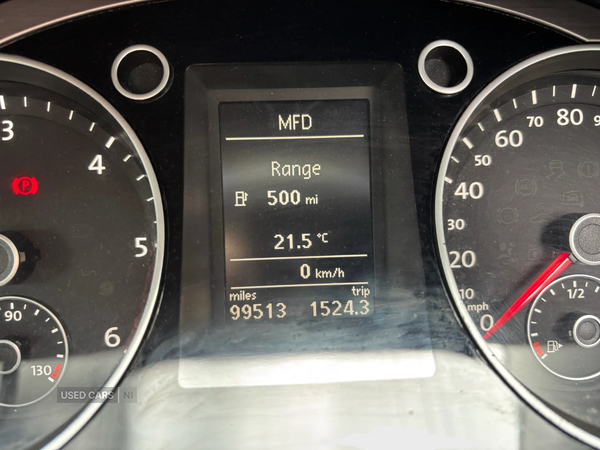 MFD
Range
500 mi
21.5 °C
0 km/h
miles trip
99513 1524.3
3
4
5
6
P
90
130
0
10
20
30
40
50
60
70
80
mph
1/2
USED CARS NI